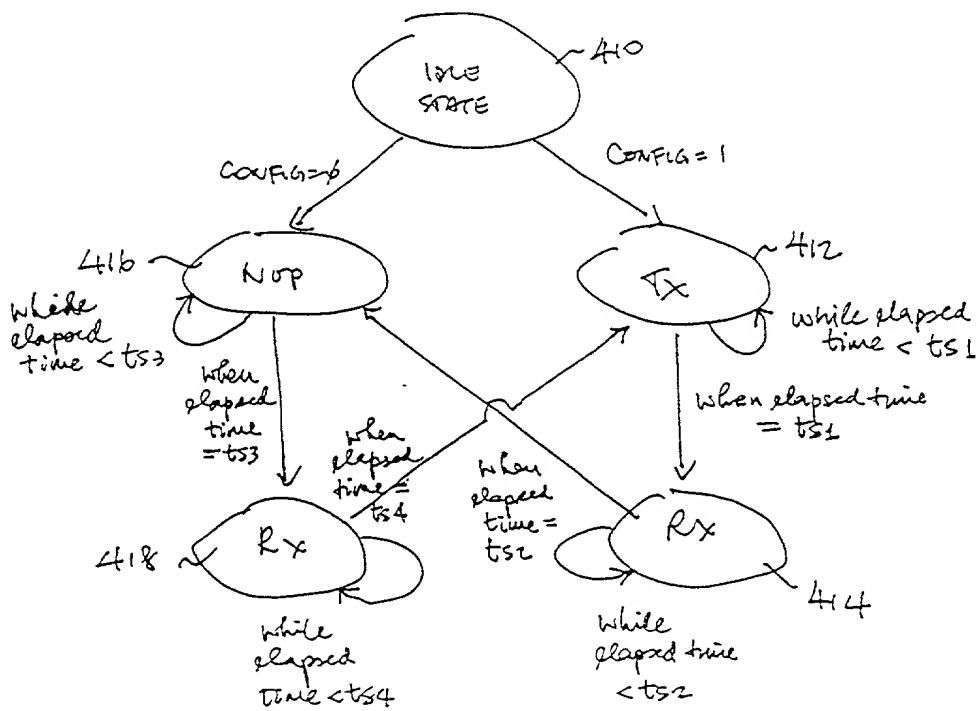 410
IDLE
STATE
CONFIG=0
CONFIG=1
416
NOP
412
Tx
while
elapsed
time < ts3
while elapsed
time < ts1
when
elapsed
time
=ts3
when elapsed time
= ts1
when
elapsed
time =
ts4
when
elapsed
time =
ts2
418
Rx
Rx
414
while
elapsed
time < ts4
while
elapsed time
< ts2